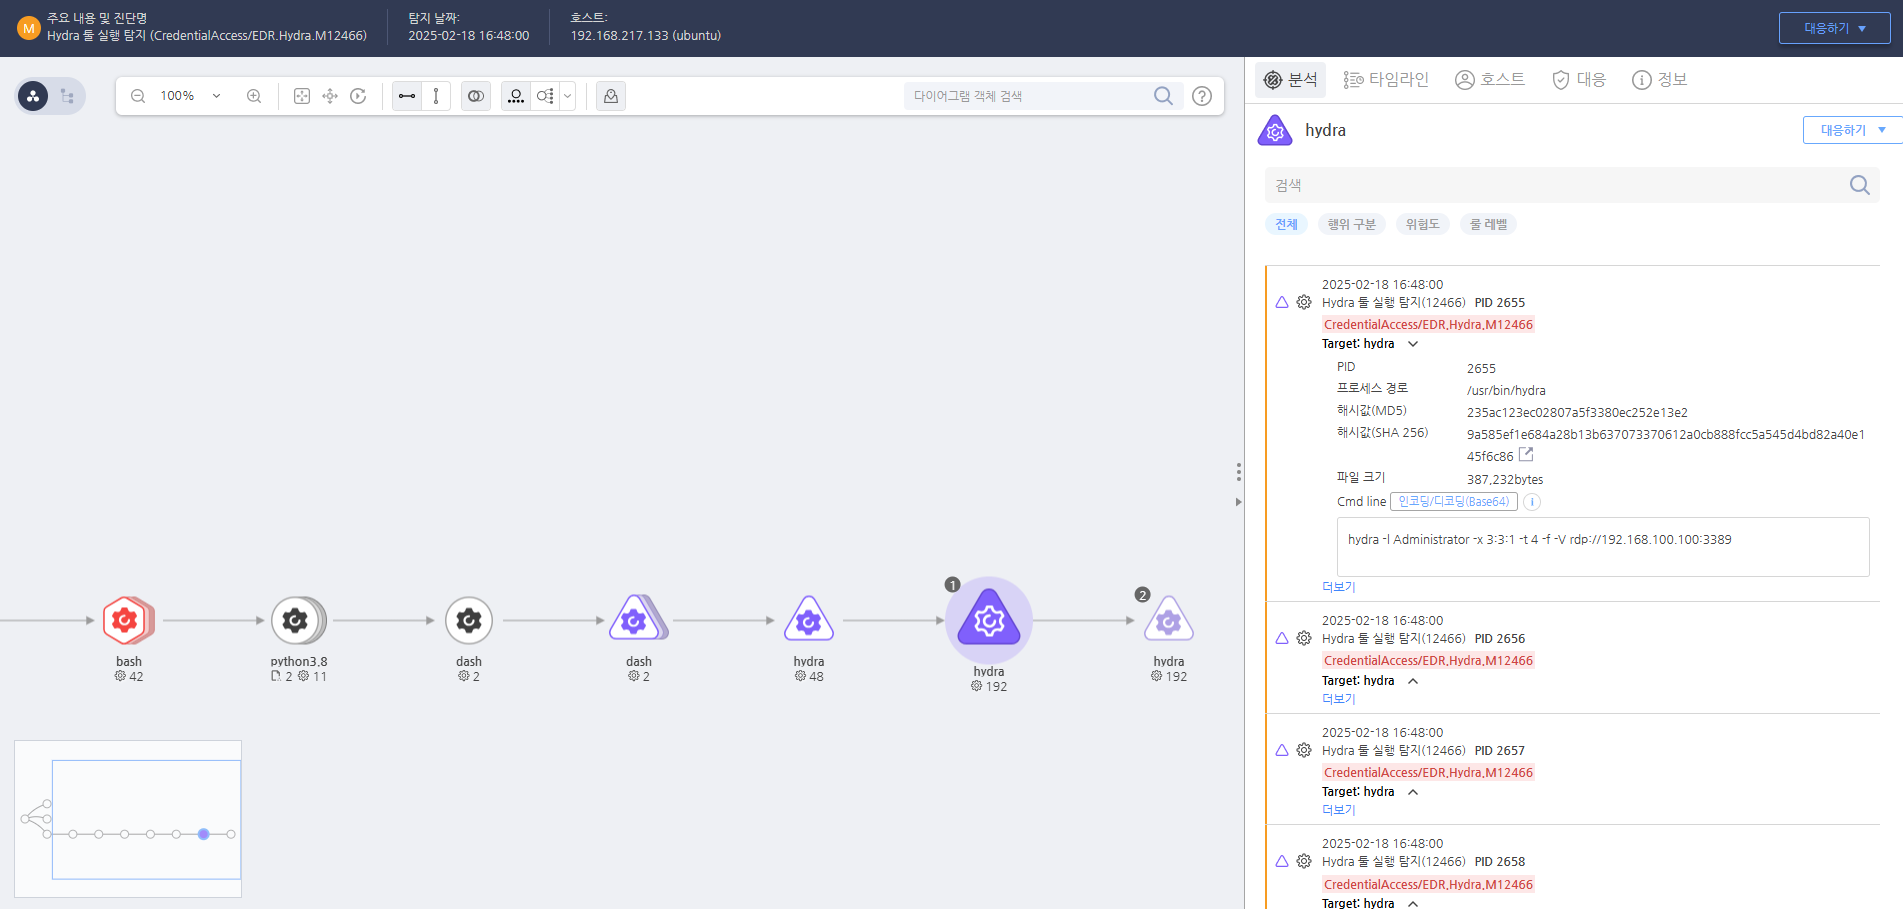 M
주요 내용 및 진단명
Hydra 툴 실행 탐지 (CredentialAccess/EDR.Hydra.M12466)
탐지 날짜:
2025-02-18 16:48:00
호스트:
192.168.217.133 (ubuntu)
대응하기
100%
다이어그램 객체 검색
?
분석
타임라인
호스트
대응
정보
hydra
대응하기
검색
전체
행위 구분
위험도
룰 레벨
2025-02-18 16:48:00
Hydra 툴 실행 탐지(12466) PID 2655
CredentialAccess/EDR.Hydra.M12466
Target: hydra
PID 2655
프로세스 경로 /usr/bin/hydra
해시값(MD5) 235ac123ec02807a5f3380ec252e13e2
해시값(SHA 256) 9a585ef1e684a28b13b637073370612a0cb888fcc5a545d4bd82a40e1
45f6c86
파일 크기 387,232bytes
Cmd line 인코딩/디코딩(Base64) i
hydra -l Administrator -x 3:3:1 -t 4 -f -V rdp://192.168.100.100:3389
더보기
2025-02-18 16:48:00
Hydra 툴 실행 탐지(12466) PID 2656
CredentialAccess/EDR.Hydra.M12466
Target: hydra
더보기
2025-02-18 16:48:00
Hydra 툴 실행 탐지(12466) PID 2657
CredentialAccess/EDR.Hydra.M12466
Target: hydra
더보기
2025-02-18 16:48:00
Hydra 툴 실행 탐지(12466) PID 2658
CredentialAccess/EDR.Hydra.M12466
Target: hydra
bash
42
python3.8
2 11
dash
2
dash
2
hydra
48
1
hydra
192
2
hydra
192